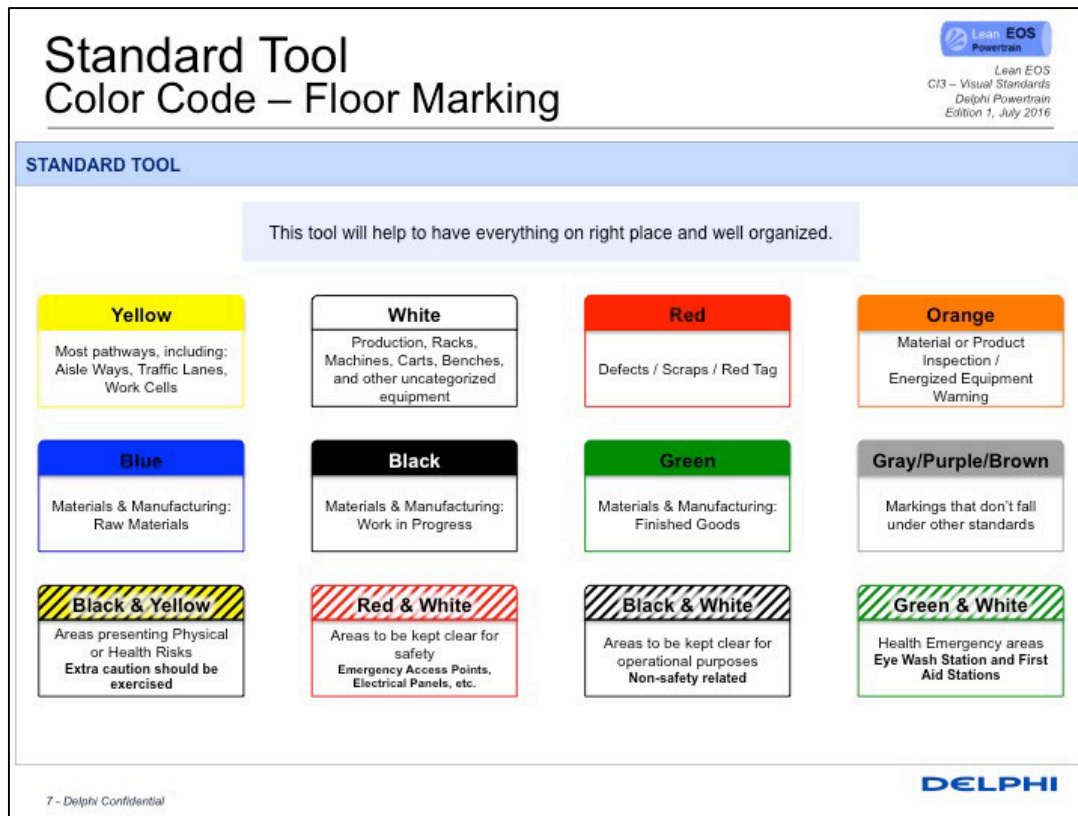 Standard Tool
Color Code – Floor Marking
Lean EOS
Powertrain
Lean EOS
CI3 – Visual Standards
Delphi Powertrain
Edition 1, July 2016
STANDARD TOOL
This tool will help to have everything on right place and well organized.
Yellow
Most pathways, including:
Aisle Ways, Traffic Lanes,
Work Cells
White
Production, Racks,
Machines, Carts, Benches,
and other uncategorized
equipment
Red
Defects / Scraps / Red Tag
Orange
Material or Product
Inspection /
Energized Equipment
Warning
Blue
Materials & Manufacturing:
Raw Materials
Black
Materials & Manufacturing:
Work in Progress
Green
Materials & Manufacturing:
Finished Goods
Gray/Purple/Brown
Markings that don't fall
under other standards
Black & Yellow
Areas presenting Physical
or Health Risks
Extra caution should be
exercised
Red & White
Areas to be kept clear for
safety
Emergency Access Points,
Electrical Panels, etc.
Black & White
Areas to be kept clear for
operational purposes
Non-safety related
Green & White
Health Emergency areas
Eye Wash Station and First
Aid Stations
7 - Delphi Confidential
DELPHI